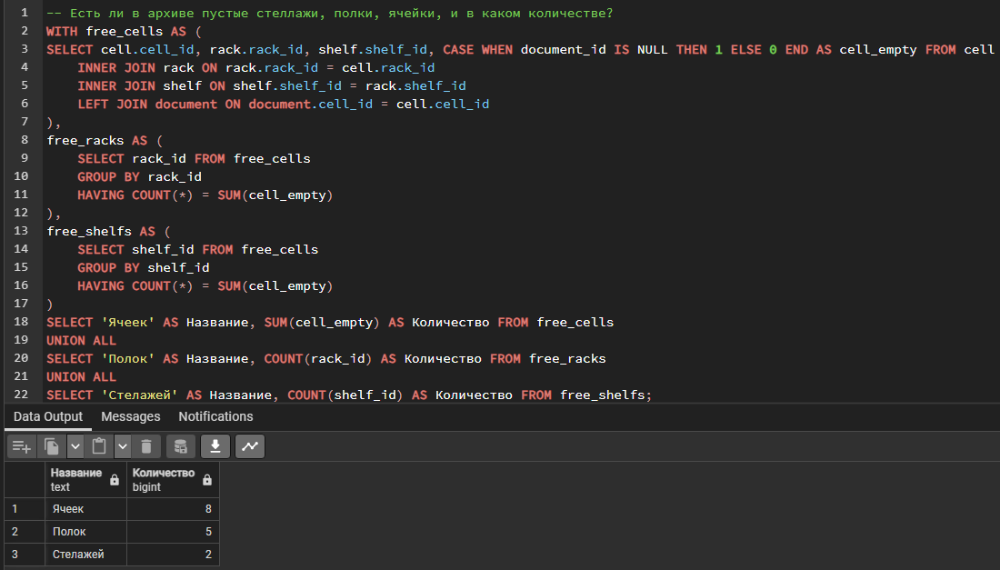 1 -- Есть ли в архиве пустые стеллажи, полки, ячейки, и в каком количестве?
2 WITH free_cells AS (
3 SELECT cell.cell_id, rack.rack_id, shelf.shelf_id, CASE WHEN document_id IS NULL THEN 1 ELSE 0 END AS cell_empty FROM cell
4 INNER JOIN rack ON rack.rack_id = cell.rack_id
5 INNER JOIN shelf ON shelf.shelf_id = rack.shelf_id
6 LEFT JOIN document ON document.cell_id = cell.cell_id
7 ),
8 free_racks AS (
9 SELECT rack_id FROM free_cells
10 GROUP BY rack_id
11 HAVING COUNT(*) = SUM(cell_empty)
12 ),
13 free_shelfs AS (
14 SELECT shelf_id FROM free_cells
15 GROUP BY shelf_id
16 HAVING COUNT(*) = SUM(cell_empty)
17 )
18 SELECT 'Ячеек' AS Название, SUM(cell_empty) AS Количество FROM free_cells
19 UNION ALL
20 SELECT 'Полок' AS Название, COUNT(rack_id) AS Количество FROM free_racks
21 UNION ALL
22 SELECT 'Стелажей' AS Название, COUNT(shelf_id) AS Количество FROM free_shelfs;
Data Output Messages Notifications
Название Количество
text bigint
1 Ячеек 8
2 Полок 5
3 Стелажей 2